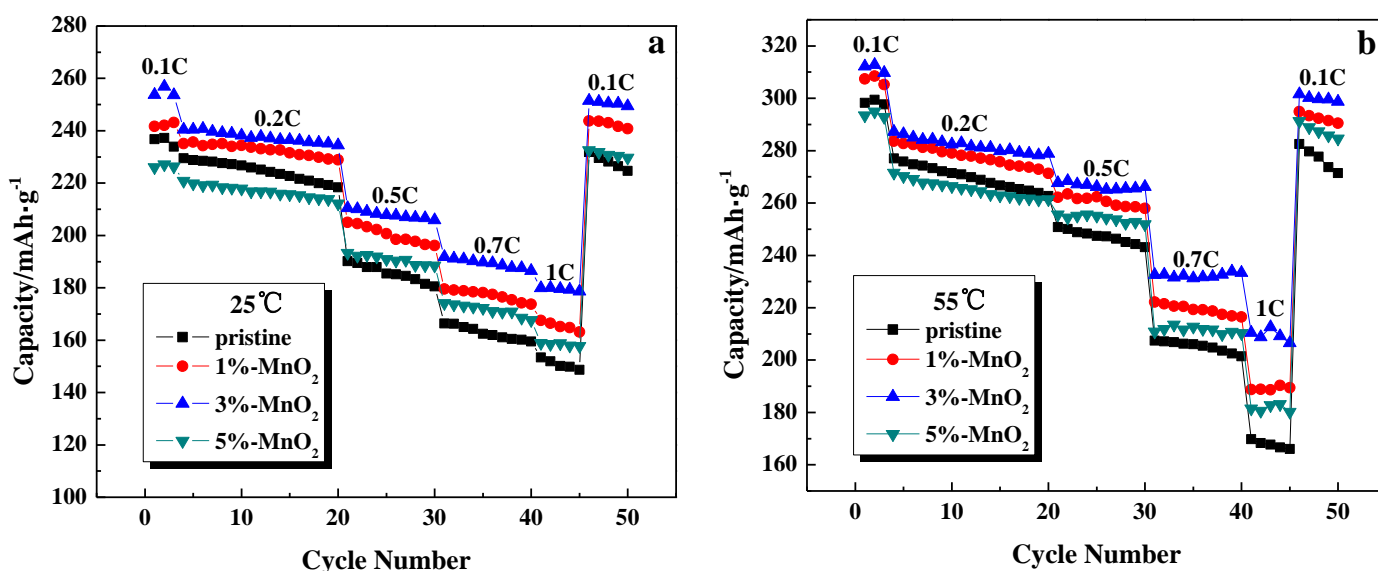 a
280
260
240
220
200
180
160
140
120
100
0 10 20 30 40 50
Capacity/mAh·g⁻¹
Cycle Number
0.1C
0.2C
0.5C
0.7C
1C
0.1C
25℃
pristine
1%-MnO₂
3%-MnO₂
5%-MnO₂
b
320
300
280
260
240
220
200
180
160
0 10 20 30 40 50
Capacity/mAh·g⁻¹
Cycle Number
0.1C
0.2C
0.5C
0.7C
1C
0.1C
55℃
pristine
1%-MnO₂
3%-MnO₂
5%-MnO₂